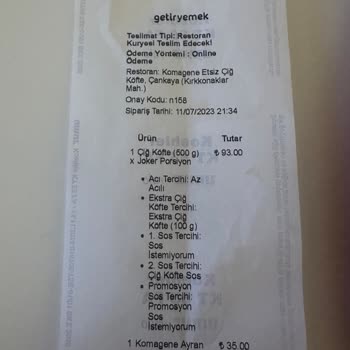 getiryemek
Teslimat Tipi: Restoran
Kuryesi Teslim Edecek!
Ödeme Yöntemi : Online
Ödeme
Restoran: Komagene Etsiz Çiğ
Köfte, Çankaya (Kırkkonaklar
Mah.)
Onay Kodu: n168
Sipariş Tarihi: 11/07/2023 21:34
Ürün Tutar
1 Çiğ Köfte (500 g) ₺ 93.00
x Joker Porsiyon
• Acı Tercihi: Az
Acılı
• Ekstra Çiğ
Köfte Tercihi:
Ekstra Çiğ
Köfte (100 g)
• 1. Sos Tercihi:
Sos
İstemiyorum
• 2. Sos Tercihi:
Çiğ Köfte Sos
• Promosyon
Sos Tercihi:
Promosyon
Sos
İstemiyorum
1 Komagene Ayran ₺ 35.00